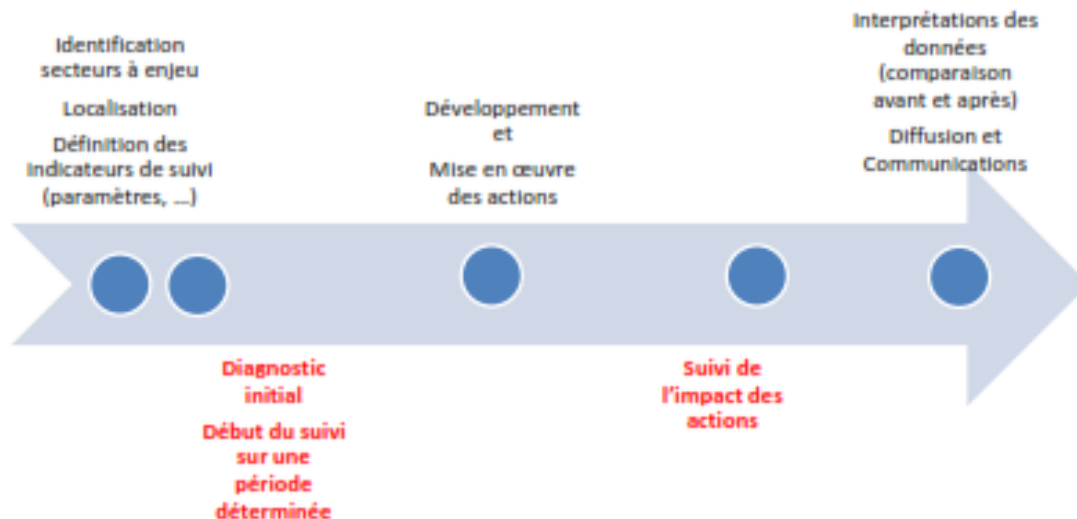 Identification
secteurs à enjeu
Localisation
Définition des
indicateurs de suivi
(paramètres, ...)
Développement
et
Mise en œuvre
des actions
Interprétations des
données
(comparaison
avant et après)
Diffusion et
Communications
Diagnostic
initial
Début du suivi
sur une
période
déterminée
Suivi de
l'impact des
actions